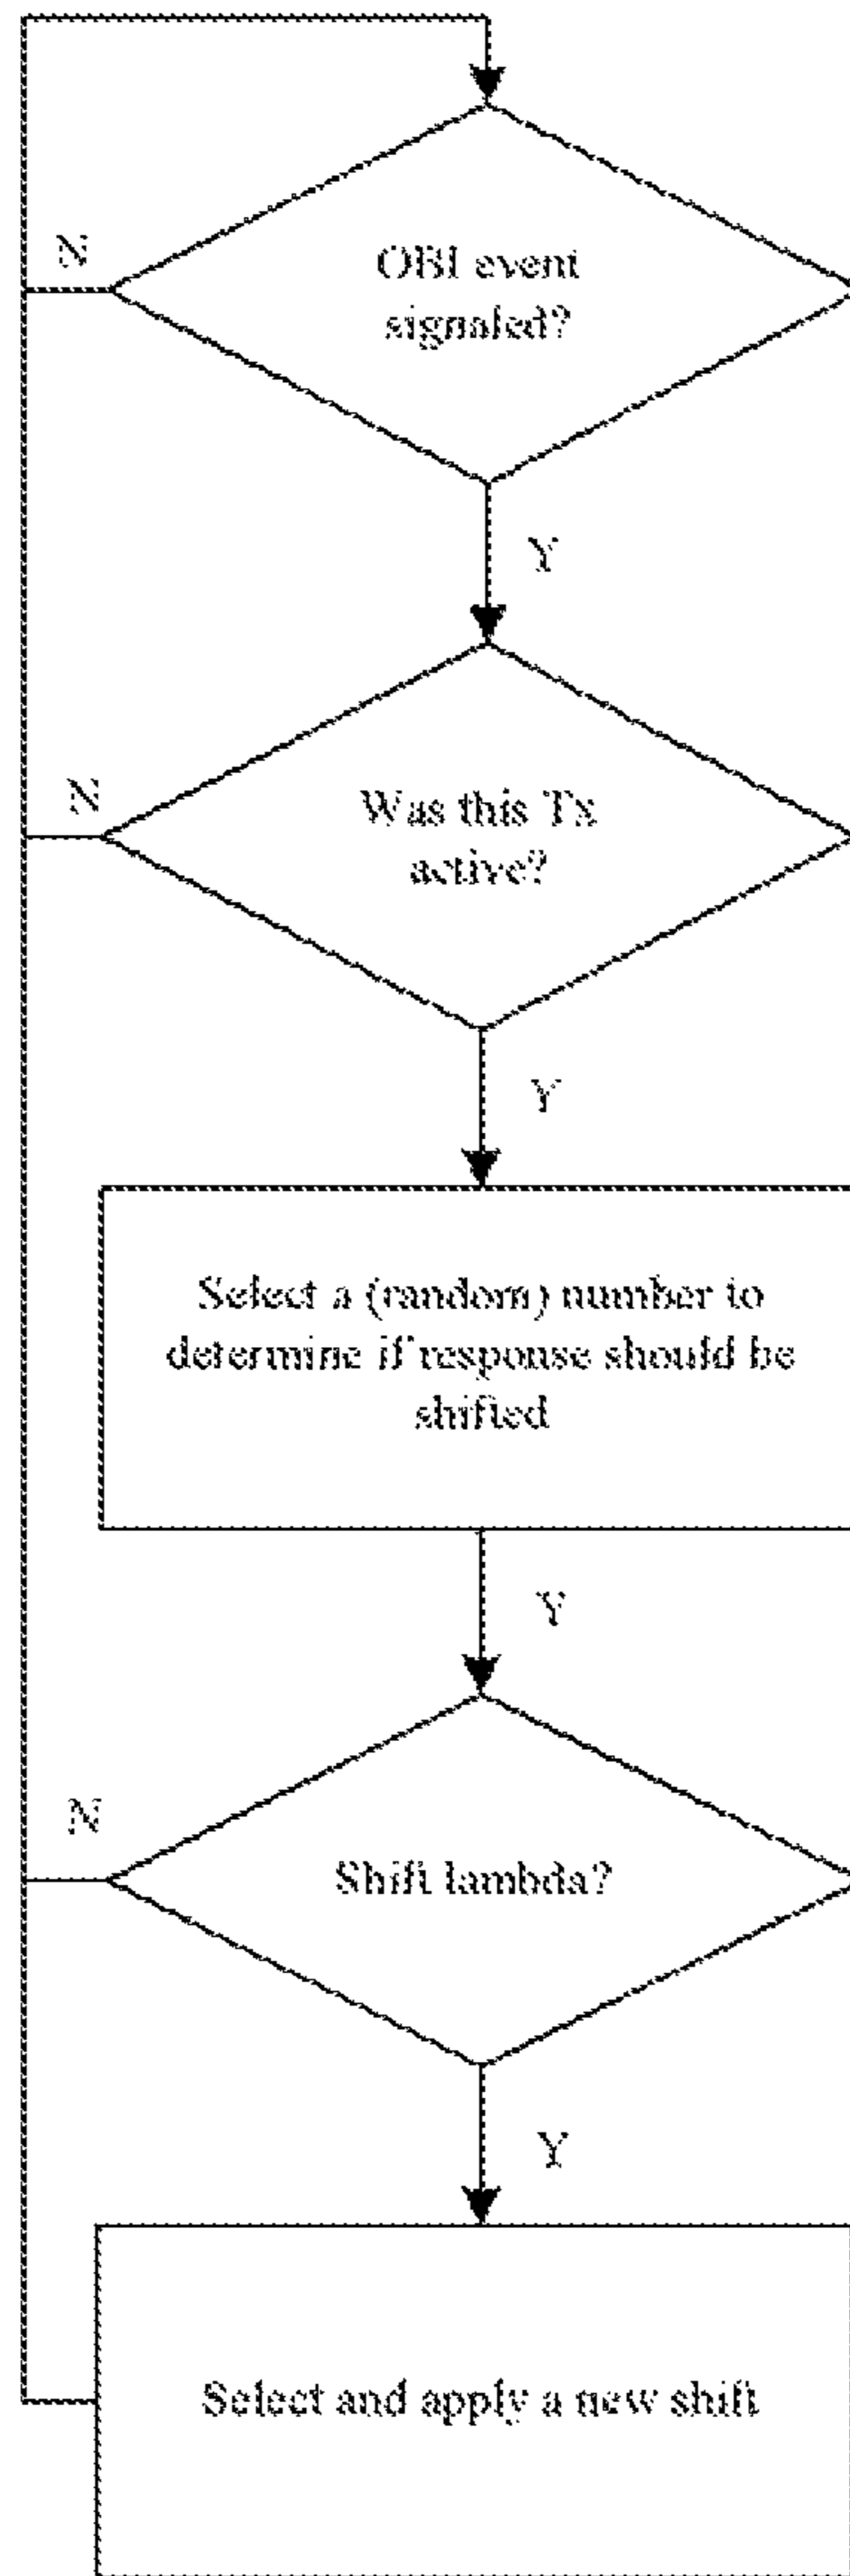 N
OBI event
signaled?
Y
N
Was this Tx
active?
Y
Select a (random) number to
determine if response should be
shifted
Y
N
Shift lambda?
Y
Select and apply a new shift